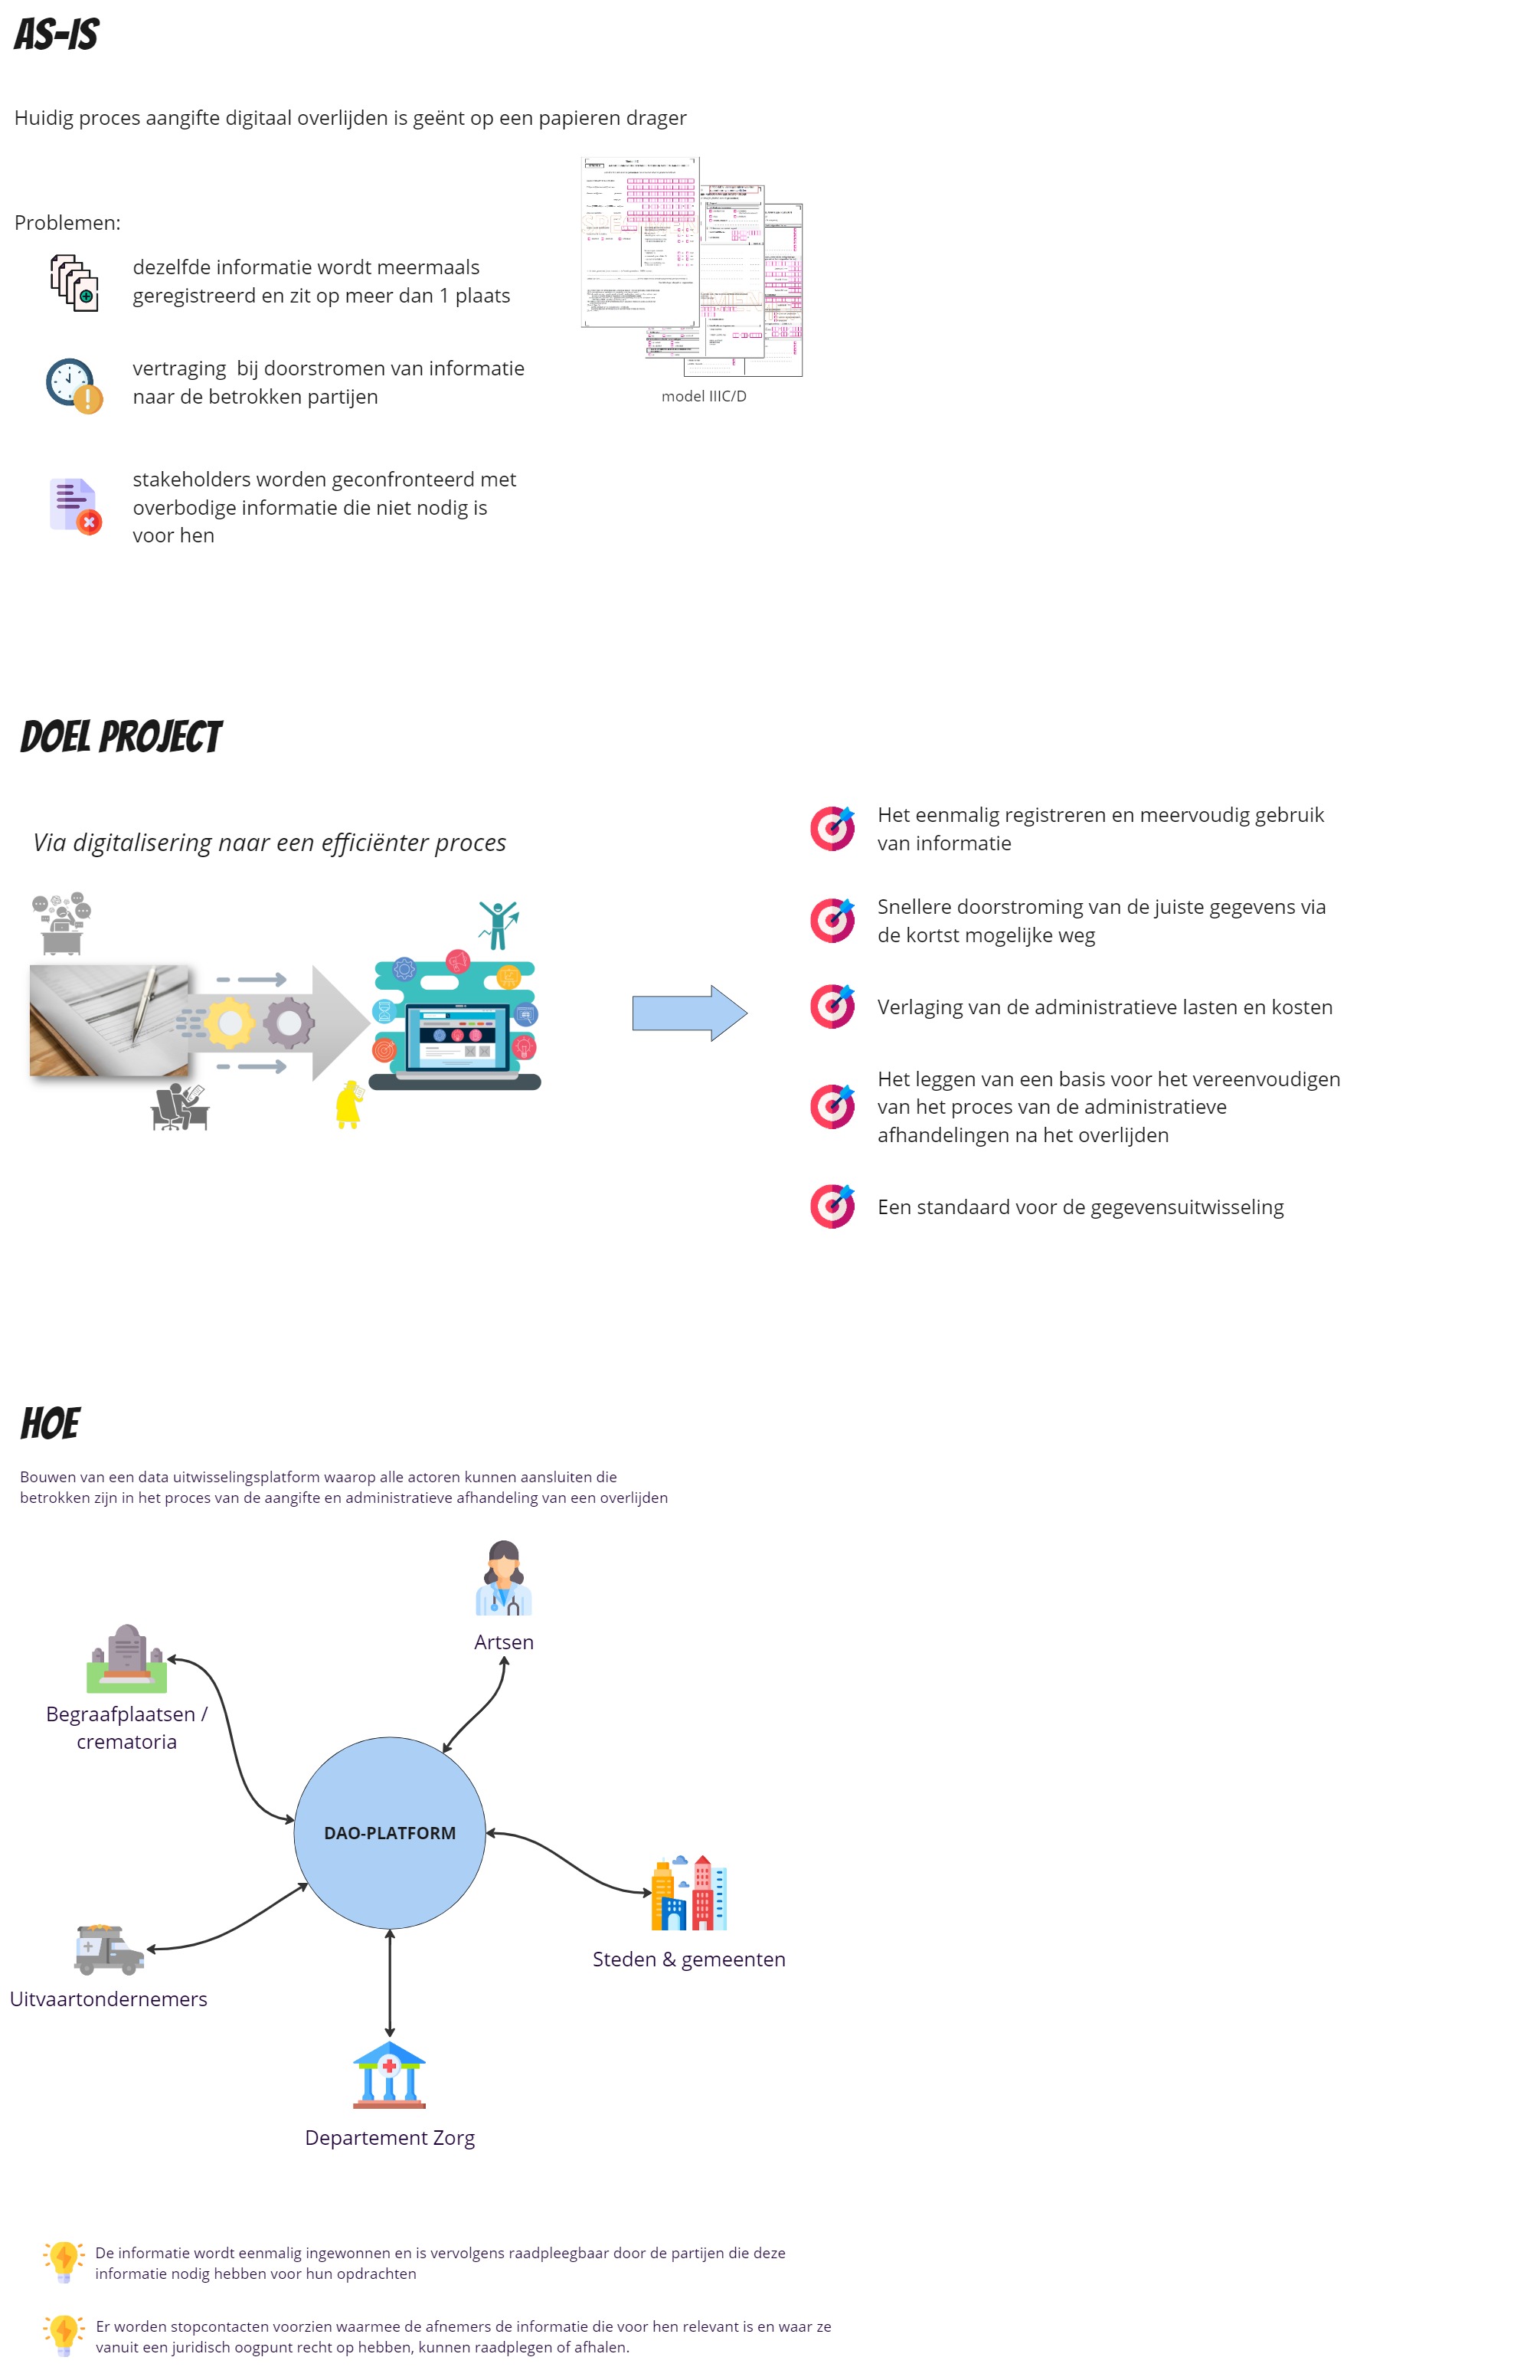 AS-IS
Huidig proces aangifte digitaal overlijden is geënt op een papieren drager
Problemen:
dezelfde informatie wordt meermaals
geregistreerd en zit op meer dan 1 plaats
vertraging  bij doorstromen van informatie
naar de betrokken partijen
model IIIC/D
stakeholders worden geconfronteerd met
overbodige informatie die niet nodig is
voor hen
DOEL PROJECT
Via digitalisering naar een efficiënter proces
Het eenmalig registreren en meervoudig gebruik
van informatie
Snellere doorstroming van de juiste gegevens via
de kortst mogelijke weg
Verlaging van de administratieve lasten en kosten
Het leggen van een basis voor het vereenvoudigen
van het proces van de administratieve
afhandelingen na het overlijden
Een standaard voor de gegevensuitwisseling
HOE
Bouwen van een data uitwisselingsplatform waarop alle actoren kunnen aansluiten die
betrokken zijn in het proces van de aangifte en administratieve afhandeling van een overlijden
Artsen
Begraafplaatsen /
crematoria
DAO-PLATFORM
Steden & gemeenten
Uitvaartondernemers
Departement Zorg
De informatie wordt eenmalig ingewonnen en is vervolgens raadpleegbaar door de partijen die deze
informatie nodig hebben voor hun opdrachten
Er worden stopcontacten voorzien waarmee de afnemers de informatie die voor hen relevant is en waar ze
vanuit een juridisch oogpunt recht op hebben, kunnen raadplegen of afhalen.